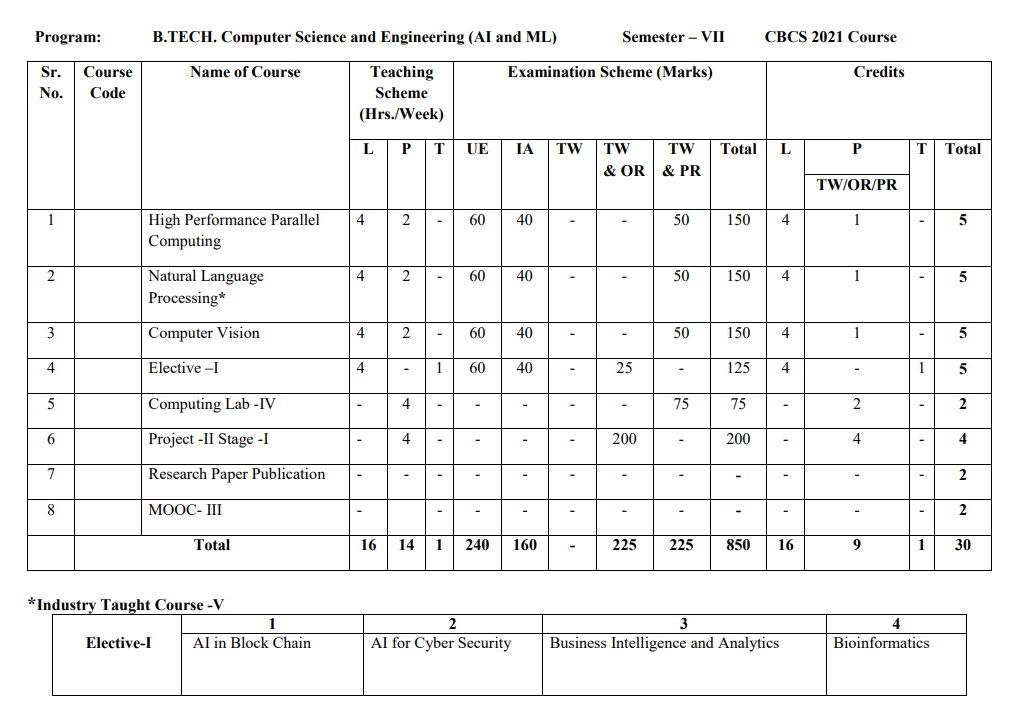 Program: B.TECH. Computer Science and Engineering (AI and ML) Semester – VII CBCS 2021 Course
Sr. No. Course Code Name of Course Teaching Scheme (Hrs./Week) Examination Scheme (Marks) Credits
L P T UE IA TW TW & OR TW & PR Total L P T Total
TW/OR/PR
1 High Performance Parallel Computing 4 2 - 60 40 - - 50 150 4 1 - 5
2 Natural Language Processing* 4 2 - 60 40 - - 50 150 4 1 - 5
3 Computer Vision 4 2 - 60 40 - - 50 150 4 1 - 5
4 Elective –I 4 - 1 60 40 - 25 - 125 4 - 1 5
5 Computing Lab -IV - 4 - - - - - 75 75 - 2 - 2
6 Project -II Stage -I - 4 - - - - 200 - 200 - 4 - 4
7 Research Paper Publication - - - - - - - - - - - - 2
8 MOOC- III - - - - - - - - - - - 2
Total 16 14 1 240 160 - 225 225 850 16 9 1 30
*Industry Taught Course -V
Elective-I 1 2 3 4
AI in Block Chain AI for Cyber Security Business Intelligence and Analytics Bioinformatics